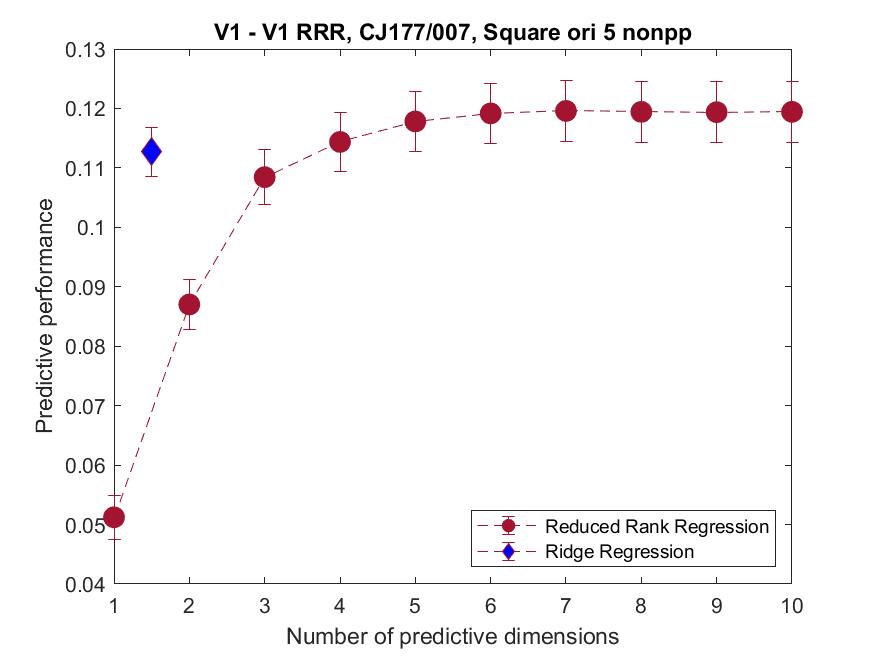 V1 - V1 RRR, CJ177/007, Square ori 5 nonpp
Predictive performance
0.13
0.12
0.11
0.1
0.09
0.08
0.07
0.06
0.05
0.04
1 2 3 4 5 6 7 8 9 10
Number of predictive dimensions
Reduced Rank Regression
Ridge Regression